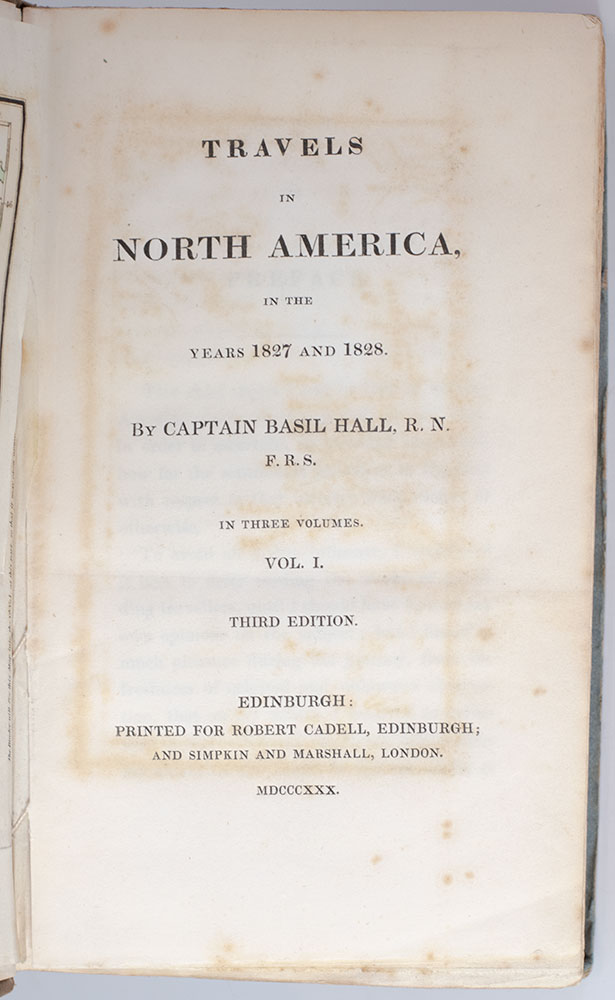 TRAVELS
IN
NORTH AMERICA,
IN THE
YEARS 1827 AND 1828.
BY CAPTAIN BASIL HALL, R. N.
F. R. S.
IN THREE VOLUMES.
VOL. I.
THIRD EDITION.
EDINBURGH:
PRINTED FOR ROBERT CADELL, EDINBURGH;
AND SIMPKIN AND MARSHALL, LONDON.
MDCCCXXX.